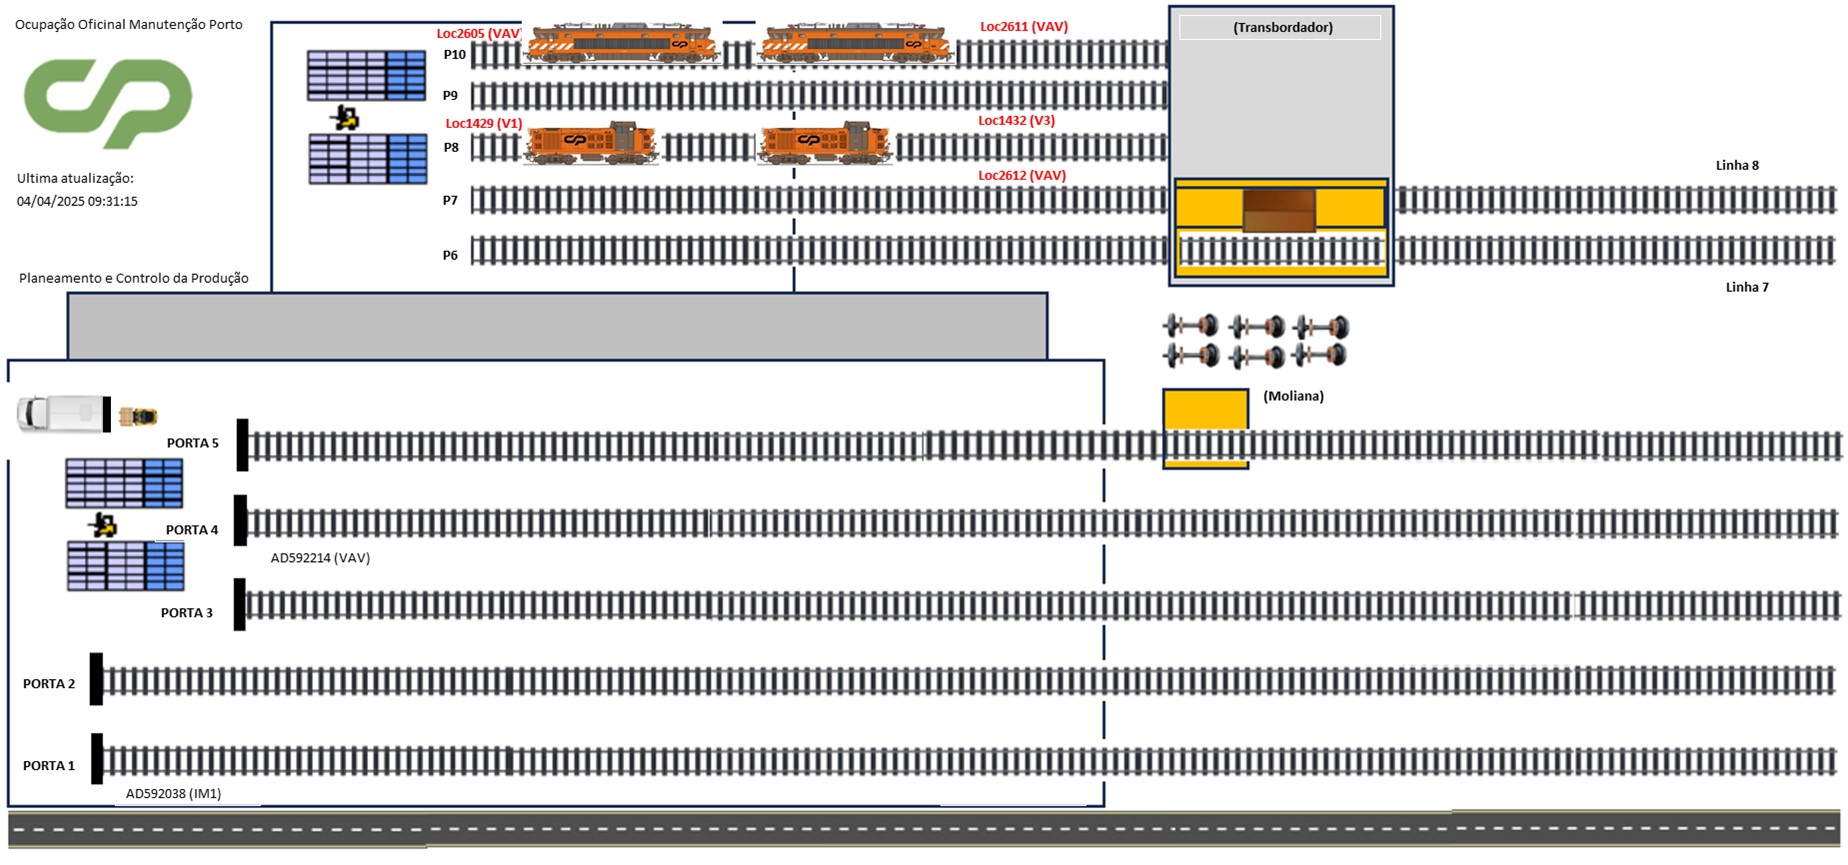 Ocupação Oficinal Manutenção Porto
Loc2605 (VAV)
Loc2611 (VAV)
(Transbordador)
P10
P9
Loc1429 (V1)
Loc1432 (V3)
P8
Linha 8
Ultima atualização:
04/04/2025 09:31:15
Loc2612 (VAV)
P7
P6
Planeamento e Controlo da Produção
Linha 7
(Moliana)
PORTA 5
PORTA 4
AD592214 (VAV)
PORTA 3
PORTA 2
PORTA 1
AD592038 (IM1)